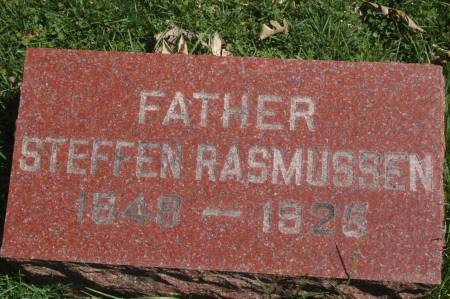 FATHER
STEFFEN RASMUSSEN
1848 — 1925